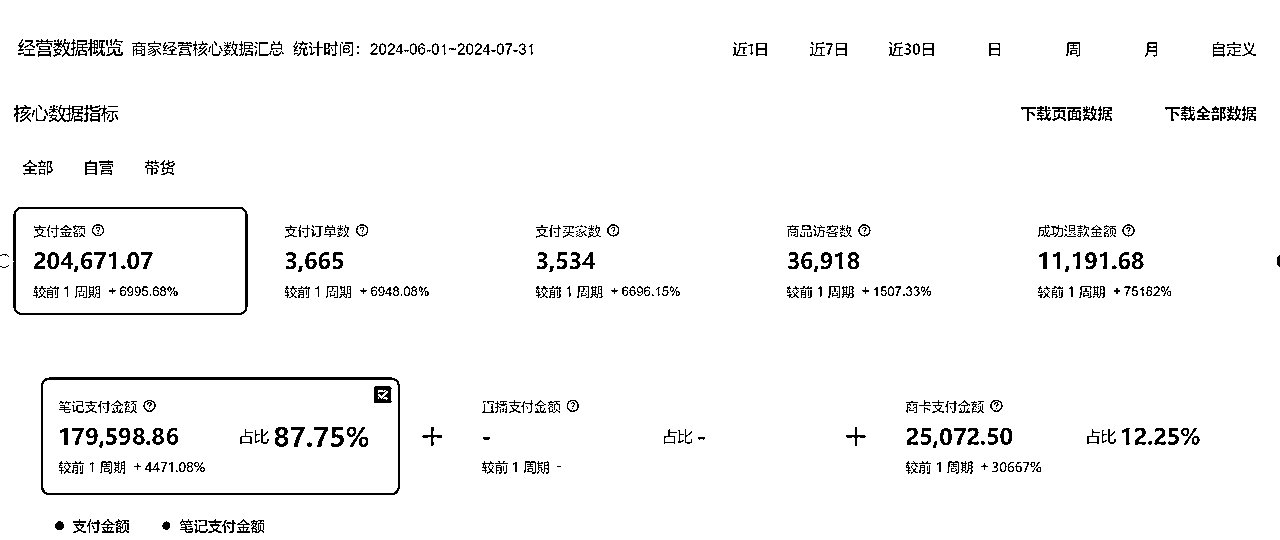 经营数据概览 商家经营核心数据汇总 统计时间：2024-06-01~2024-07-31 近1日 近7日 近30日 日 周 月 自定义
核心数据指标 下载页面数据 下载全部数据
全部 自营 带货
支付金额 支付订单数 支付买家数 商品访客数 成功退款金额
204,671.07 3,665 3,534 36,918 11,191.68
较前 1 周期 +6995.68% 较前 1 周期 +6948.08% 较前 1 周期 +6696.15% 较前 1 周期 +1507.33% 较前 1 周期 +75182%
笔记支付金额 直播支付金额 商卡支付金额
179,598.86 占比 87.75% + - 占比 - + 25,072.50 占比 12.25%
较前 1 周期 +4471.08% 较前 1 周期 - 较前 1 周期 +30667%
支付金额 笔记支付金额